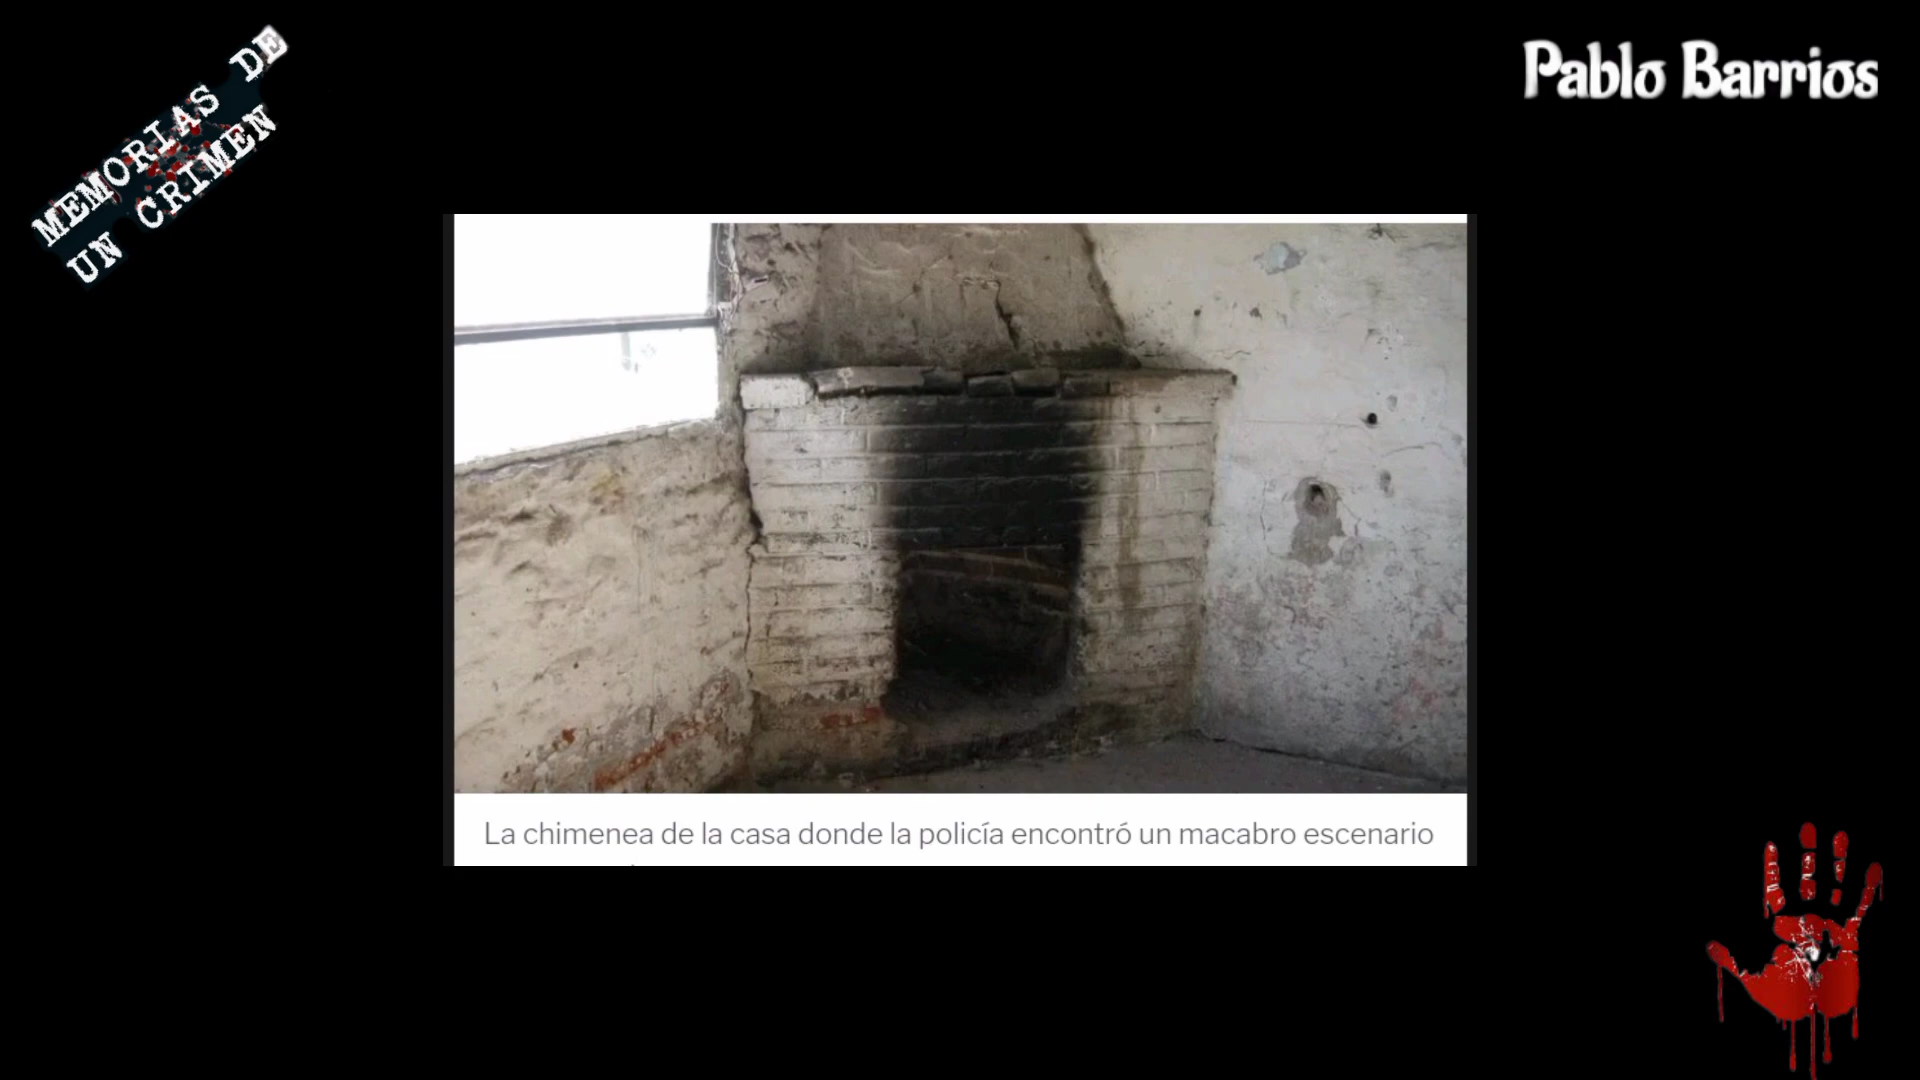 MEMORIAS DE
UN CRIMEN
Pablo Barrios
La chimenea de la casa donde la policía encontró un macabro escenario